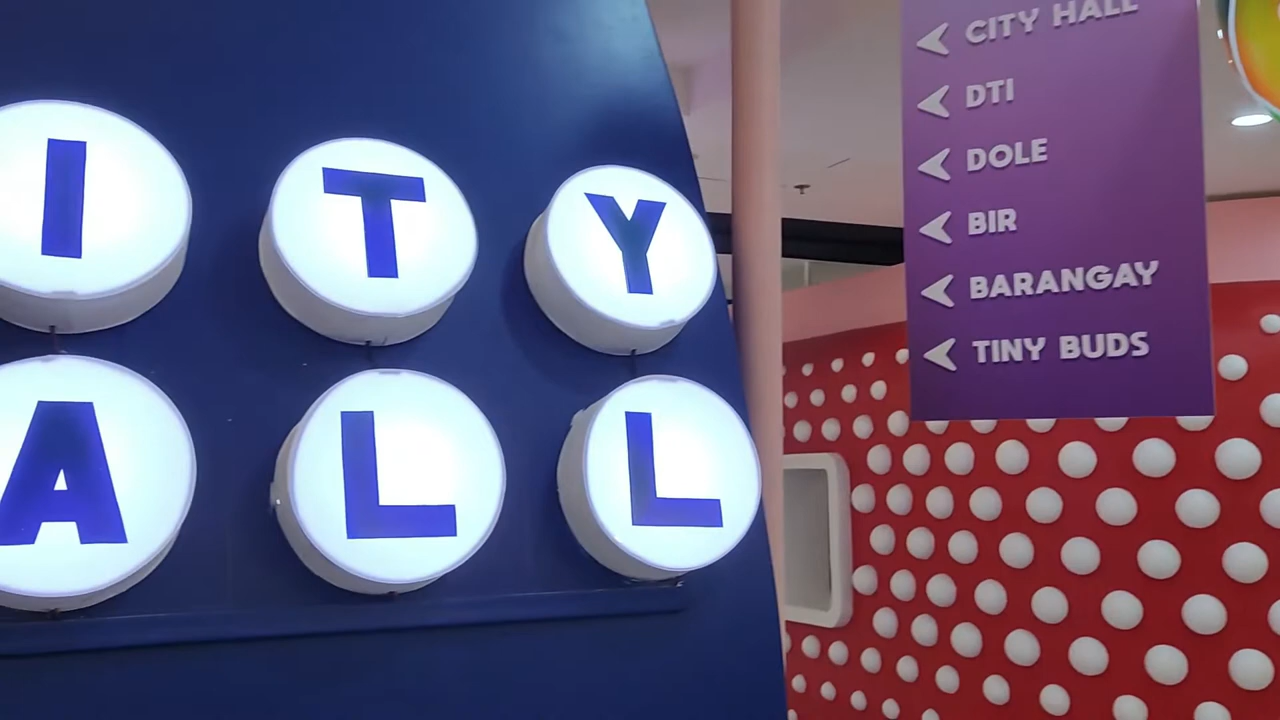 ITY
ALL
CITY HALL
DTI
DOLE
BIR
BARANGAY
TINY BUDS